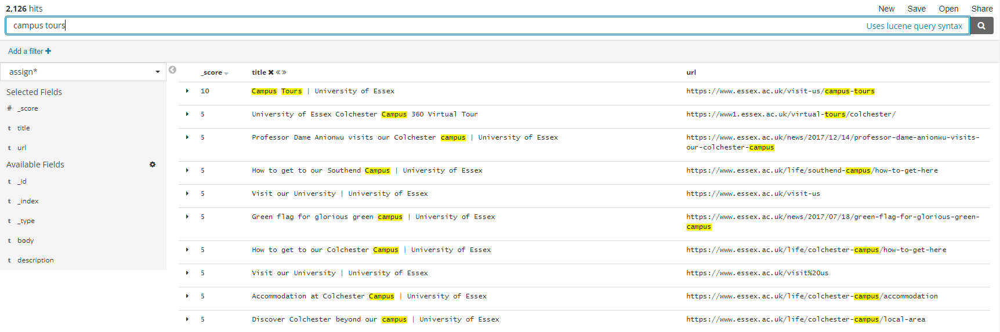 2,126 hits
New Save Open Share
campus tours
Uses lucene query syntax
Add a filter
assign*
Selected Fields
# _score
t title
t url
Available Fields
t _id
t _index
t _type
t body
t description
_score title url
10 Campus Tours | University of Essex https://www.essex.ac.uk/visit-us/campus-tours
5 University of Essex Colchester Campus 360 Virtual Tour https://www1.essex.ac.uk/virtual-tours/colchester/
5 Professor Dame Anionwu visits our Colchester campus | University of Essex https://www.essex.ac.uk/news/2017/12/14/professor-dame-anionwu-visits-
our-colchester-campus
5 How to get to our Southend Campus | University of Essex https://www.essex.ac.uk/life/southend-campus/how-to-get-here
5 Visit our University | University of Essex https://www.essex.ac.uk/visit-us
5 Green flag for glorious green campus | University of Essex https://www.essex.ac.uk/news/2017/07/18/green-flag-for-glorious-green-
campus
5 How to get to our Colchester Campus | University of Essex https://www.essex.ac.uk/life/colchester-campus/how-to-get-here
5 Visit our University | University of Essex https://www.essex.ac.uk/visit%20us
5 Accommodation at Colchester Campus | University of Essex https://www.essex.ac.uk/life/colchester-campus/accommodation
5 Discover Colchester beyond our campus | University of Essex https://www.essex.ac.uk/life/colchester-campus/local-area